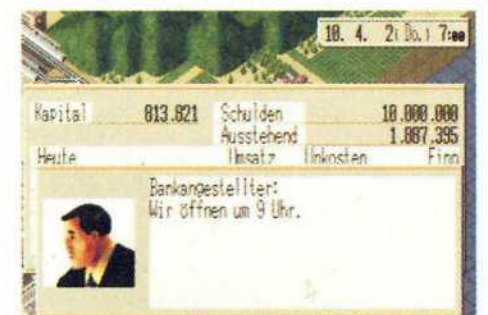 10. 4. 2( Do.) 7:00
Kapital 813.821 Schulden 10.000.000
Ausstehend 1.087.395
Heute Umsatz Unkosten Finn
Bankangestellter:
Wir öffnen um 9 Uhr.